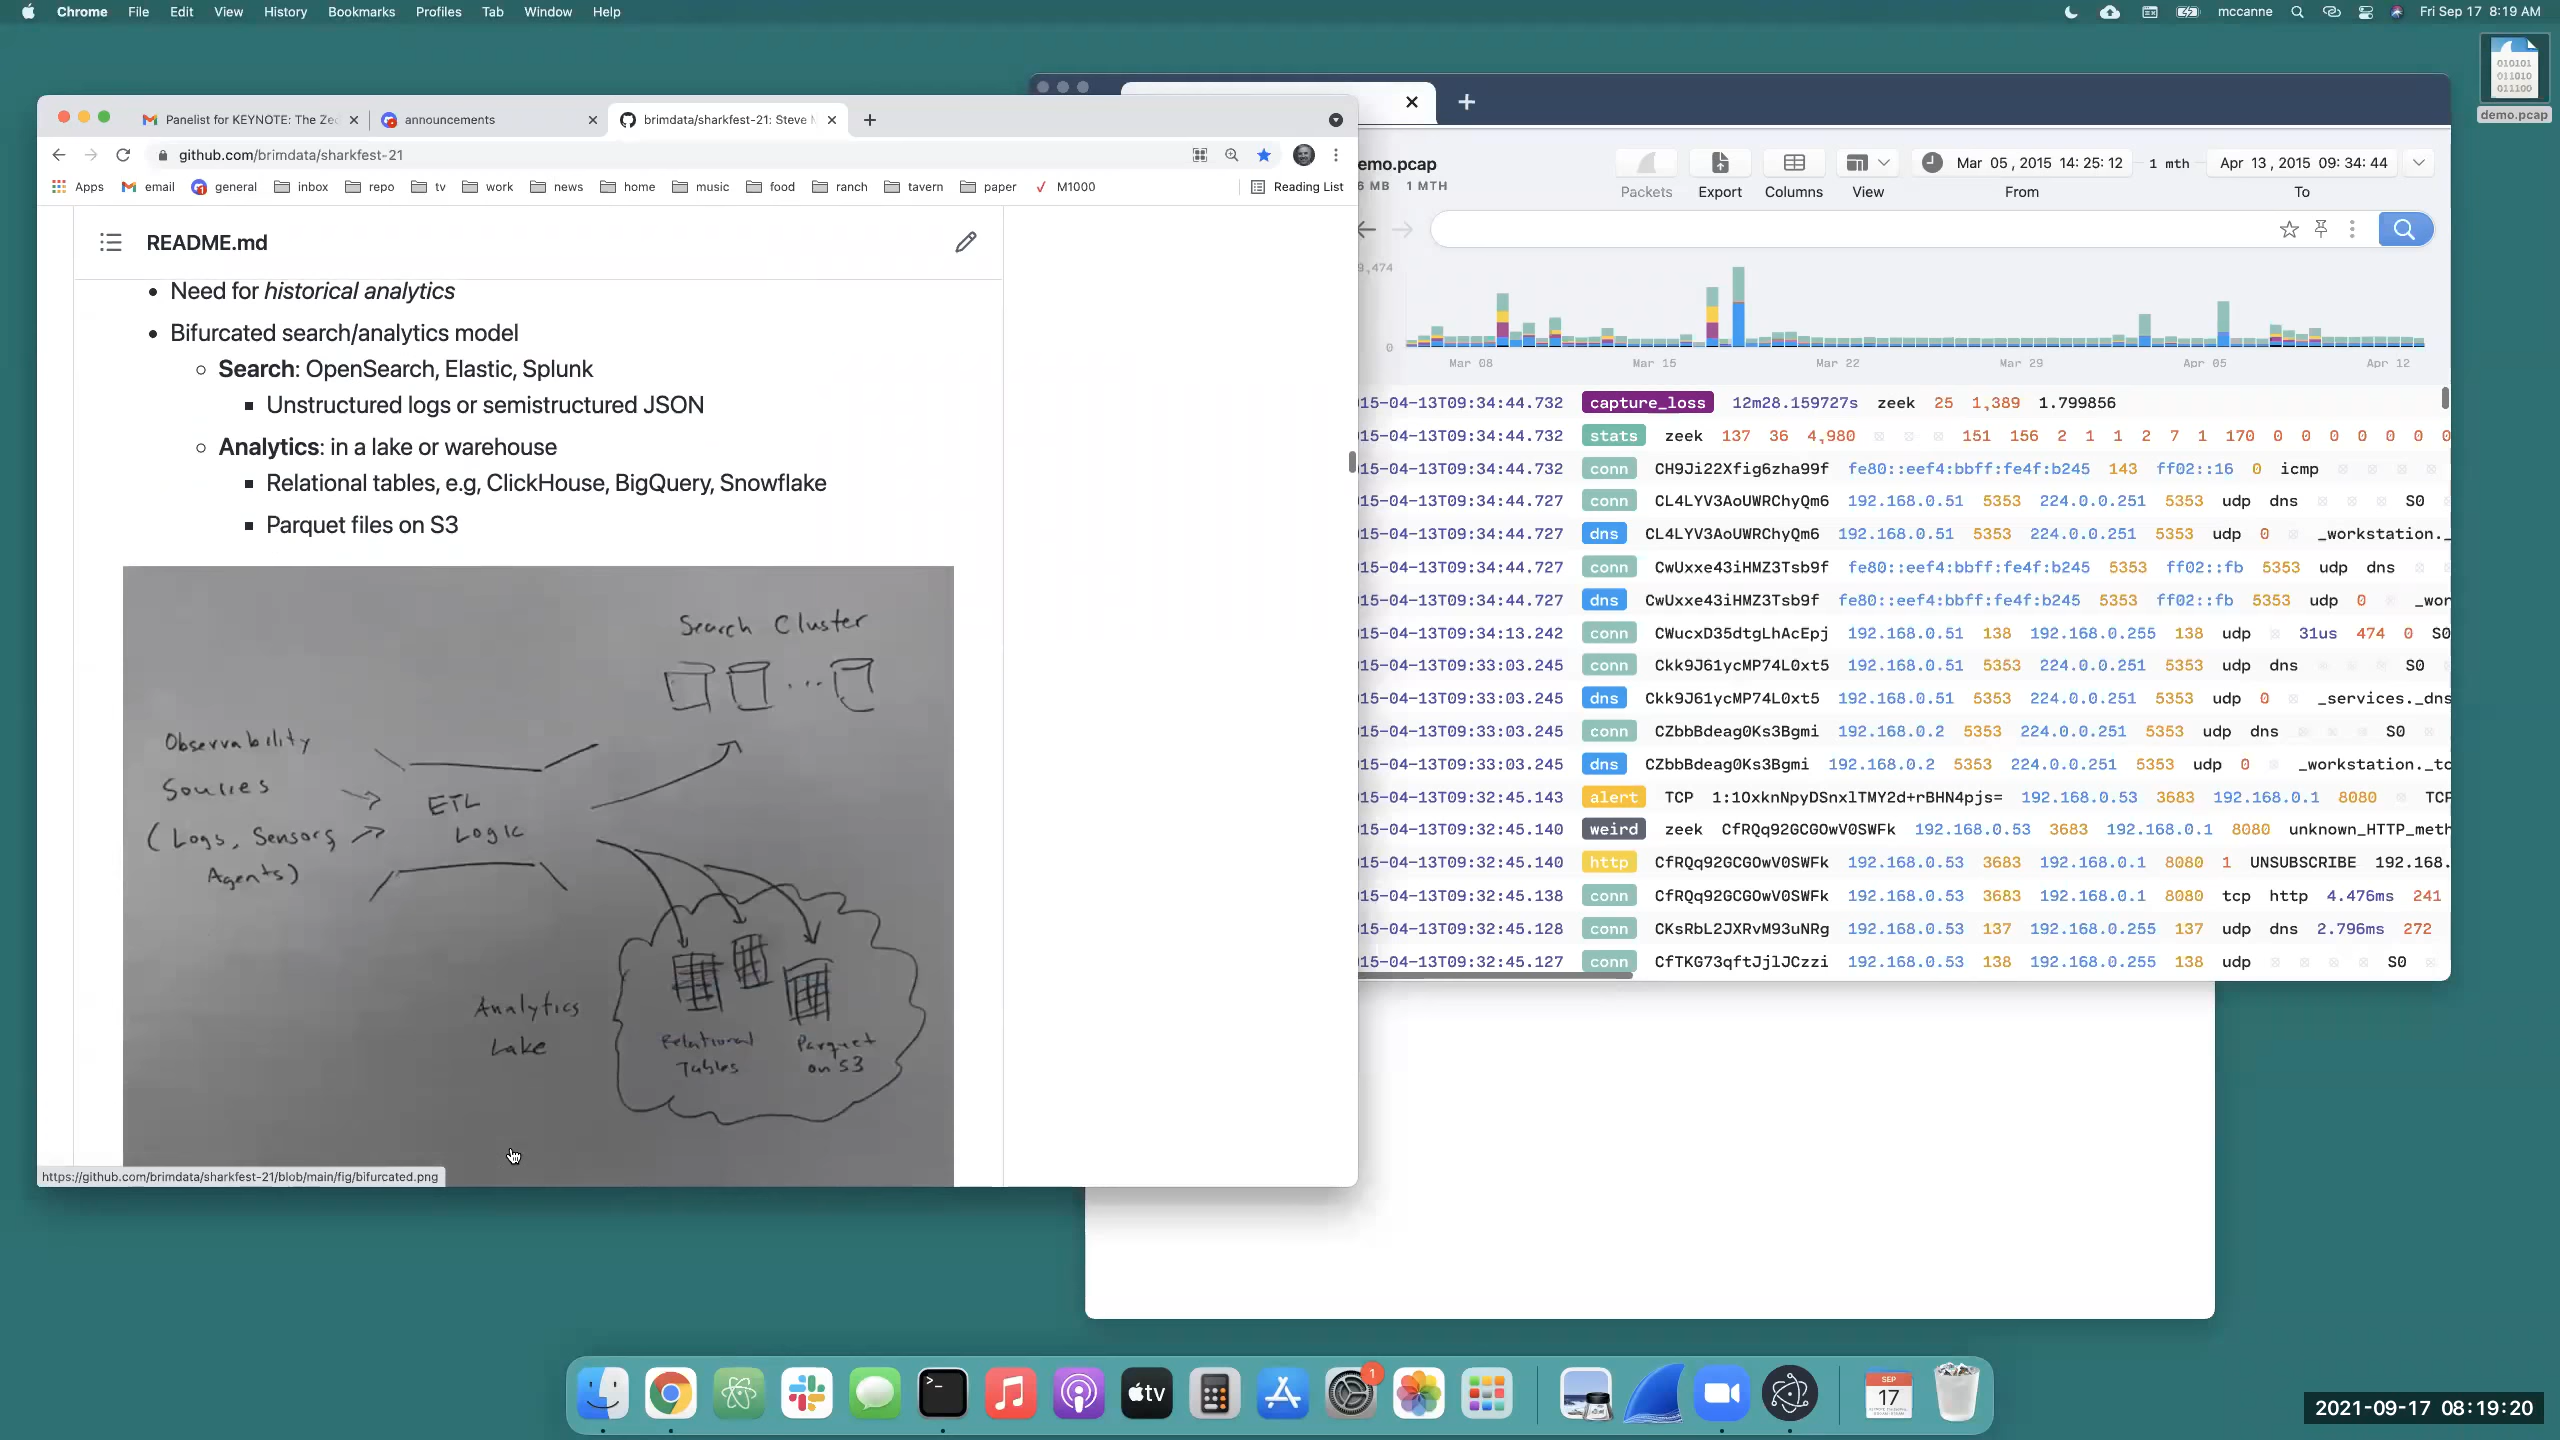 Chrome File Edit View History Bookmarks Profiles Tab Window Help
mccanne Fri Sep 17 8:19 AM
010101
011010
011100
demo.pcap
Panelist for KEYNOTE: The Ze
announcements
brimdata/sharkfest-21: Steve
github.com/brimdata/sharkfest-21
Apps email general inbox repo tv work news home music food ranch tavern paper M1000 Reading List
README.md
Need for historical analytics
Bifurcated search/analytics model
Search: OpenSearch, Elastic, Splunk
Unstructured logs or semistructured JSON
Analytics: in a lake or warehouse
Relational tables, e.g, ClickHouse, BigQuery, Snowflake
Parquet files on S3
Search Cluster
Observability
Sources
(Logs, Sensors,
Agents)
ETL
Logic
Analytics
Lake
Relational
Tables
Parquet
on S3
https://github.com/brimdata/sharkfest-21/blob/main/fig/bifurcated.png
emo.pcap
6 MB 1 MTH
Packets Export Columns View
Mar 05, 2015 14:25:12 1 mth Apr 13, 2015 09:34:44
From To
9,474
0
Mar 08 Mar 15 Mar 22 Mar 29 Apr 05 Apr 12
15-04-13T09:34:44.732 capture_loss 12m28.159727s zeek 25 1,389 1.799856
15-04-13T09:34:44.732 stats zeek 137 36 4,980 151 156 2 1 1 2 7 1 170 0 0 0 0 0 0 0
15-04-13T09:34:44.732 conn CH9Ji22Xfig6zha99f fe80::eef4:bbff:fe4f:b245 143 ff02::16 0 icmp
15-04-13T09:34:44.727 conn CL4LYV3AoUWRChyQm6 192.168.0.51 5353 224.0.0.251 5353 udp dns S0
15-04-13T09:34:44.727 dns CL4LYV3AoUWRChyQm6 192.168.0.51 5353 224.0.0.251 5353 udp 0 _workstation._
15-04-13T09:34:44.727 conn CwUxxe43iHMZ3Tsb9f fe80::eef4:bbff:fe4f:b245 5353 ff02::fb 5353 udp dns
15-04-13T09:34:44.727 dns CwUxxe43iHMZ3Tsb9f fe80::eef4:bbff:fe4f:b245 5353 ff02::fb 5353 udp 0 _wor
15-04-13T09:34:13.242 conn CWucxD35dtgLhAcEpj 192.168.0.51 138 192.168.0.255 138 udp 31us 474 0 S0
15-04-13T09:33:03.245 conn Ckk9J61ycMP74L0xt5 192.168.0.51 5353 224.0.0.251 5353 udp dns S0
15-04-13T09:33:03.245 dns Ckk9J61ycMP74L0xt5 192.168.0.51 5353 224.0.0.251 5353 udp 0 _services._dns
15-04-13T09:33:03.245 conn CZbbBdeag0Ks3Bgmi 192.168.0.2 5353 224.0.0.251 5353 udp dns S0
15-04-13T09:33:03.245 dns CZbbBdeag0Ks3Bgmi 192.168.0.2 5353 224.0.0.251 5353 udp 0 _workstation._tc
15-04-13T09:32:45.143 alert TCP 1:1OxknNpyDSnxlTMY2d+rBHN4pjs= 192.168.0.53 3683 192.168.0.1 8080 TCP
15-04-13T09:32:45.140 weird zeek CfRQq92GCGOwV0SWFk 192.168.0.53 3683 192.168.0.1 8080 unknown_HTTP_meth
15-04-13T09:32:45.140 http CfRQq92GCGOwV0SWFk 192.168.0.53 3683 192.168.0.1 8080 1 UNSUBSCRIBE 192.168.
15-04-13T09:32:45.138 conn CfRQq92GCGOwV0SWFk 192.168.0.53 3683 192.168.0.1 8080 tcp http 4.476ms 241
15-04-13T09:32:45.128 conn CKsRbL2JXRvM93uNRg 192.168.0.53 137 192.168.0.255 137 udp dns 2.796ms 272
15-04-13T09:32:45.127 conn CfTKG73qftJjlJCzzi 192.168.0.53 138 192.168.0.255 138 udp S0
tv
1
SEP
17
2021-09-17 08:19:20